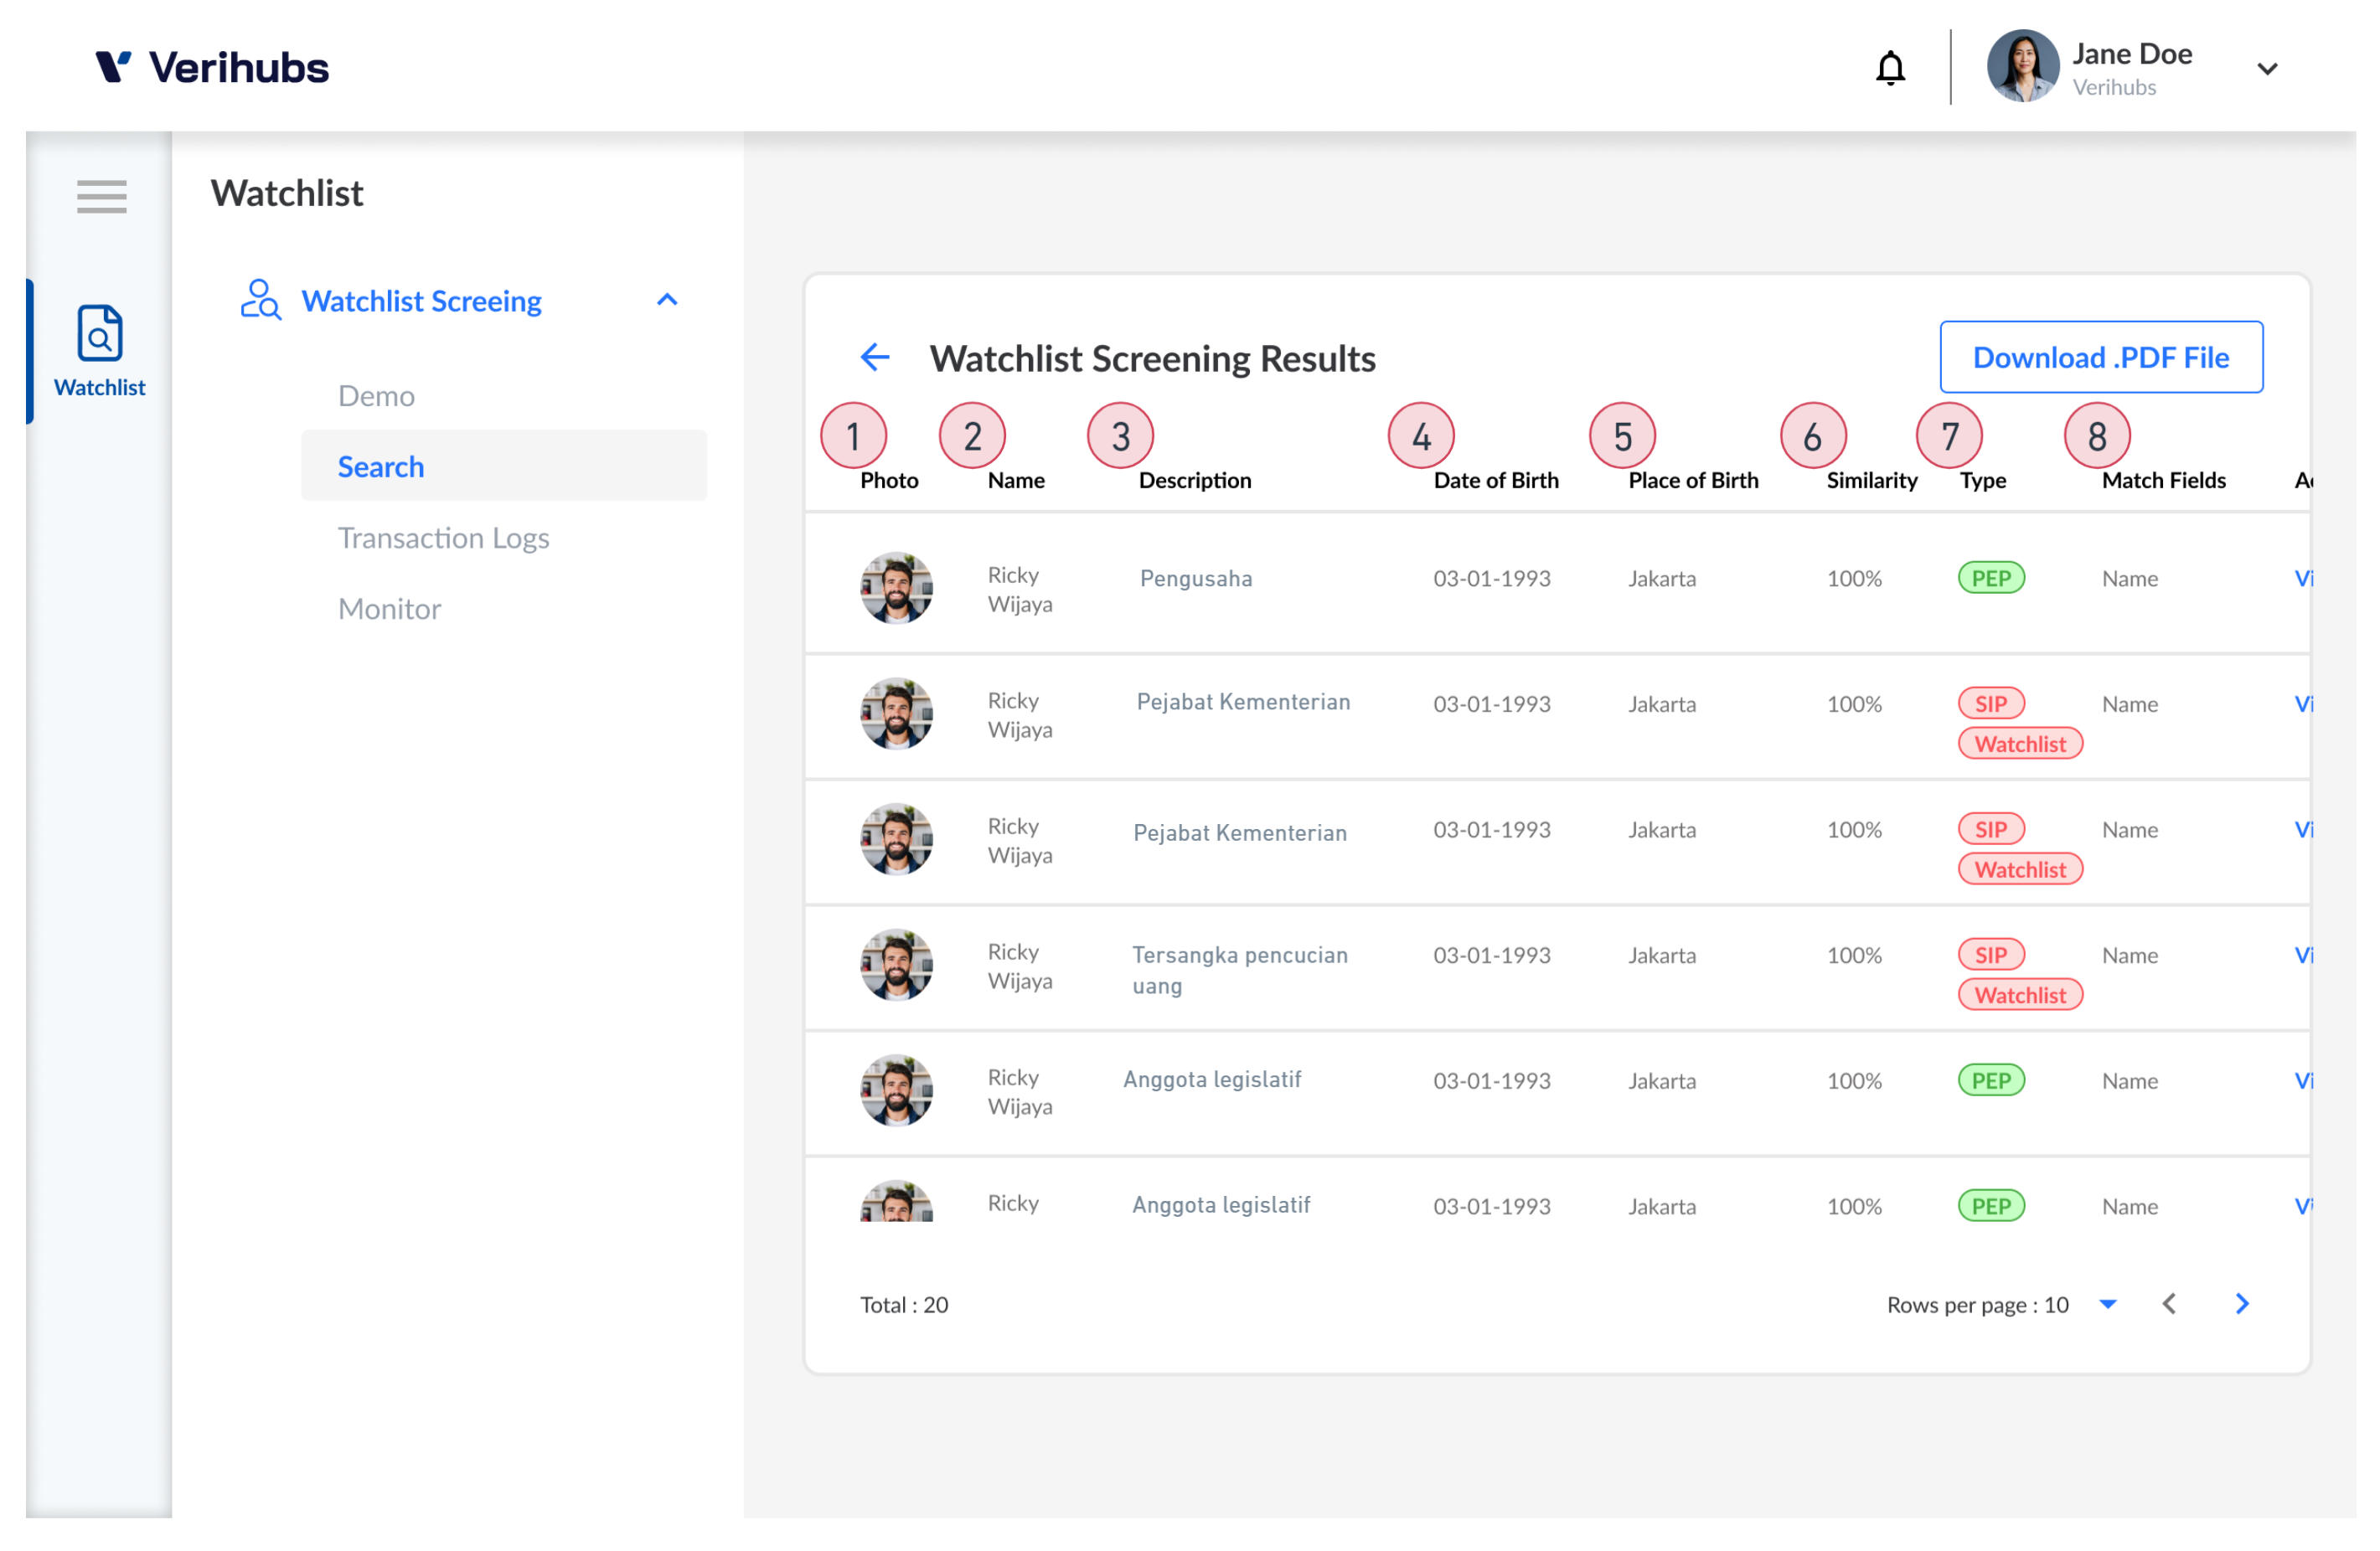 Verihubs
Jane Doe
Verihubs
Watchlist
Watchlist
Watchlist Screeing
Demo
Search
Transaction Logs
Monitor
Watchlist Screening Results
Download .PDF File
1 2 3 4 5 6 7 8
Photo Name Description Date of Birth Place of Birth Similarity Type Match Fields
Ricky Wijaya Pengusaha 03-01-1993 Jakarta 100% PEP Name Vi
Ricky Wijaya Pejabat Kementerian 03-01-1993 Jakarta 100% SIP Watchlist Name Vi
Ricky Wijaya Pejabat Kementerian 03-01-1993 Jakarta 100% SIP Watchlist Name Vi
Ricky Wijaya Tersangka pencucian uang 03-01-1993 Jakarta 100% SIP Watchlist Name Vi
Ricky Wijaya Anggota legislatif 03-01-1993 Jakarta 100% PEP Name Vi
Ricky Anggota legislatif 03-01-1993 Jakarta 100% PEP Name Vi
Total : 20
Rows per page : 10